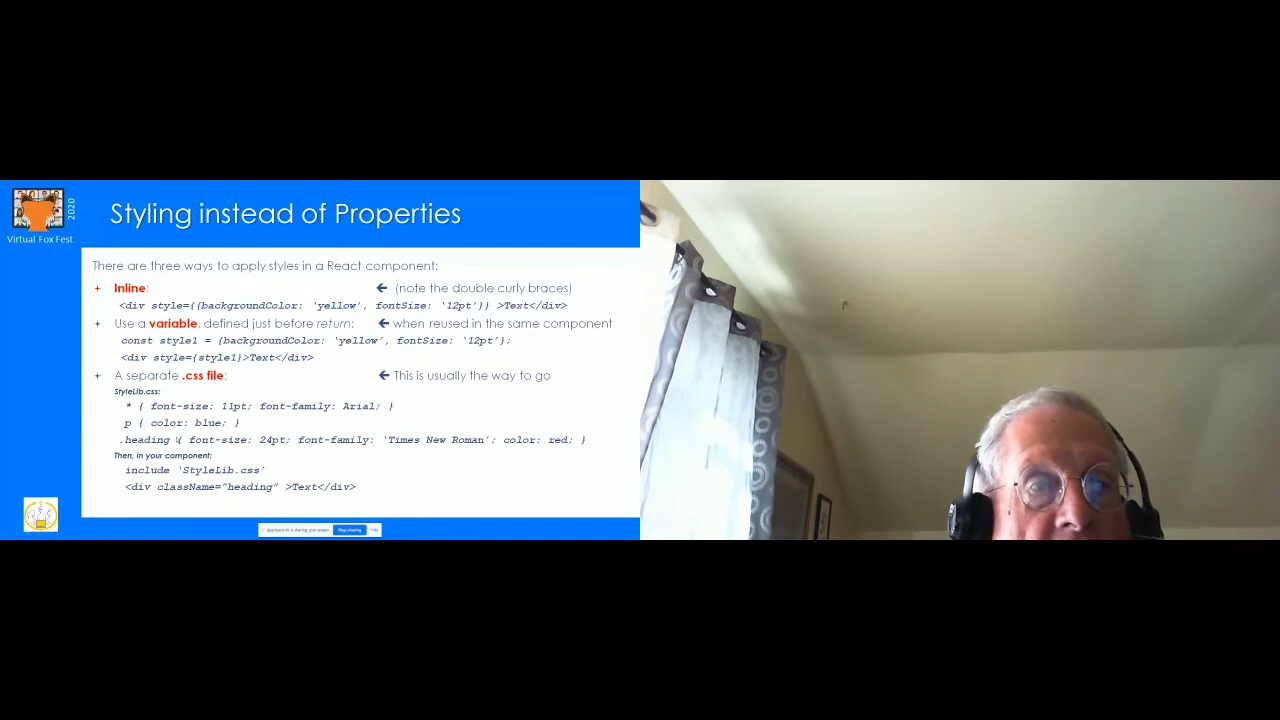 2020
Virtual Fox Fest
Styling instead of Properties
There are three ways to apply styles in a React component:
+ Inline: 🡸 (note the double curly braces)
<div style={{backgroundColor: ‘yellow’, fontSize: ‘12pt’}} >Text</div>
+ Use a variable, defined just before return: 🡸 when reused in the same component
const style1 = {backgroundColor: ‘yellow’, fontSize: ‘12pt’};
<div style={style1}>Text</div>
+ A separate .css file: 🡸 This is usually the way to go
StyleLib.css:
* { font-size: 11pt; font-family: Arial; }
p { color: blue; }
.heading { font-size: 24pt; font-family: ‘Times New Roman’; color: red; }
Then, in your component:
include ‘StyleLib.css’
<div className=”heading” >Text</div>
is sharing your screen. Stop sharing Hide